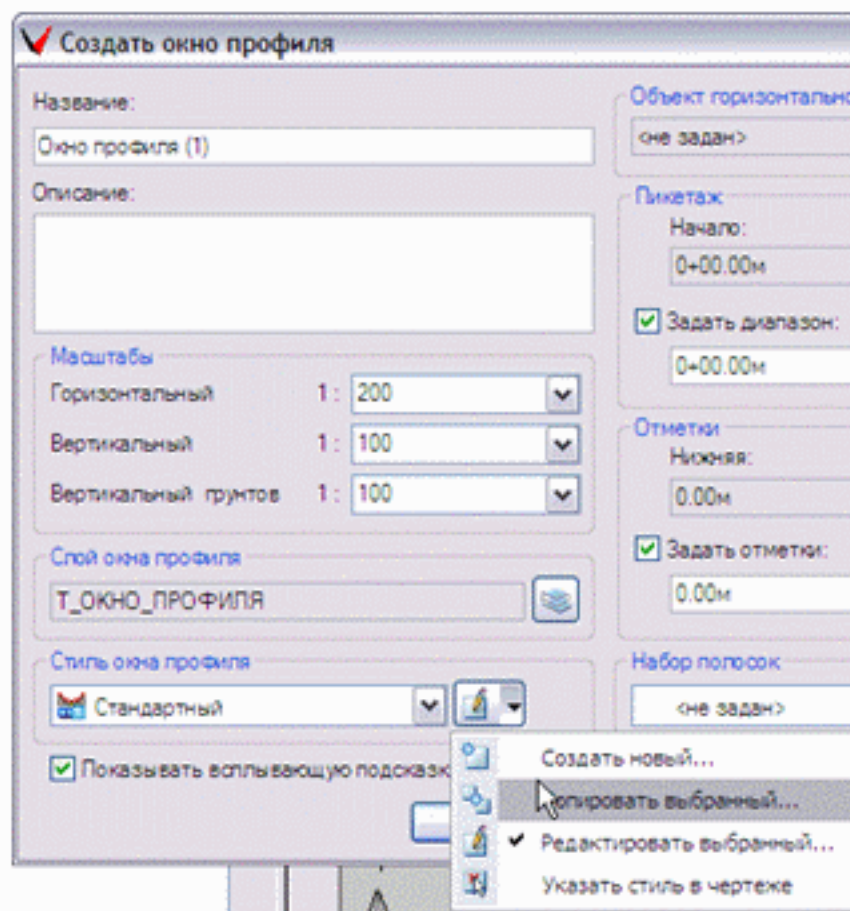 Создать окно профиля
Название:
Окно профиля (1)
Описание:
Масштабы
Горизонтальный 1: 200
Вертикальный 1: 100
Вертикальный грунтов 1: 100
Слой окна профиля
Т_ОКНО_ПРОФИЛЯ
Стиль окна профиля
Стандартный
Показывать всплывающую подсказк
Объект горизонтально
<не задан>
Пикетаж
Начало:
0+00.00м
Задать диапазон:
0+00.00м
Отметки
Нижняя:
0.00м
Задать отметки:
0.00м
Набор полосок
<не задан>
Создать новый...
опировать выбранный...
Редактировать выбранный...
Указать стиль в чертеже